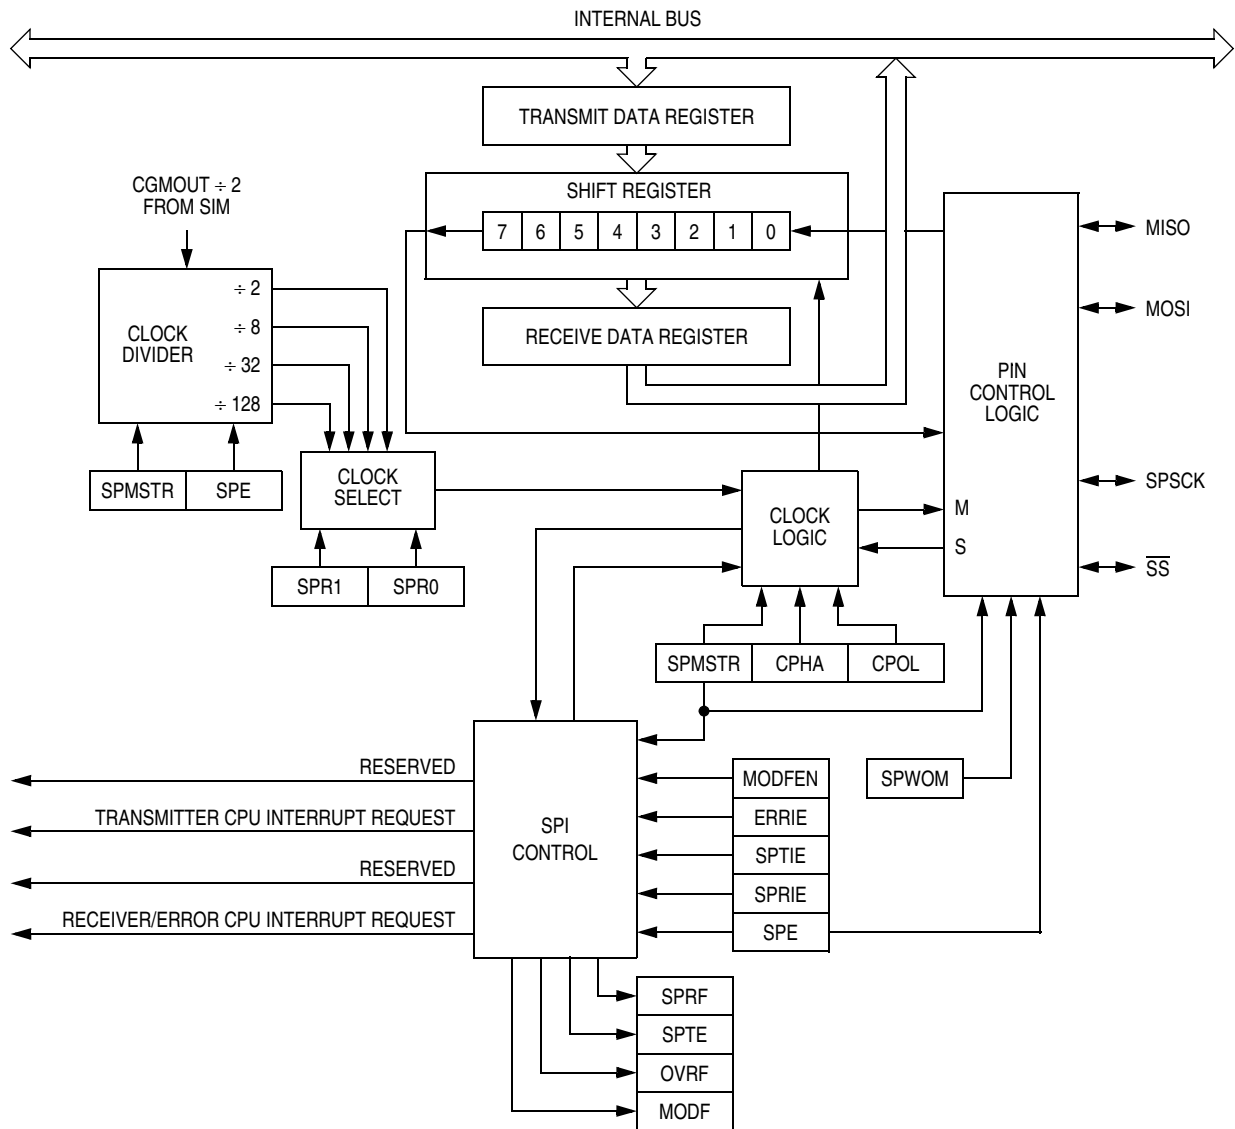 INTERNAL BUS
TRANSMIT DATA REGISTER
CGMOUT ÷ 2
FROM SIM
SHIFT REGISTER
7 6 5 4 3 2 1 0
MISO
÷ 2
÷ 8
÷ 32
÷ 128
CLOCK
DIVIDER
RECEIVE DATA REGISTER
MOSI
PIN
CONTROL
LOGIC
SPMSTR SPE
CLOCK
SELECT
SPSCK
CLOCK
LOGIC
M
S
SS
SPR1 SPR0
SPMSTR CPHA CPOL
RESERVED
TRANSMITTER CPU INTERRUPT REQUEST
RESERVED
RECEIVER/ERROR CPU INTERRUPT REQUEST
SPI
CONTROL
MODFEN
ERRIE
SPTIE
SPRIE
SPE
SPWOM
SPRF
SPTE
OVRF
MODF